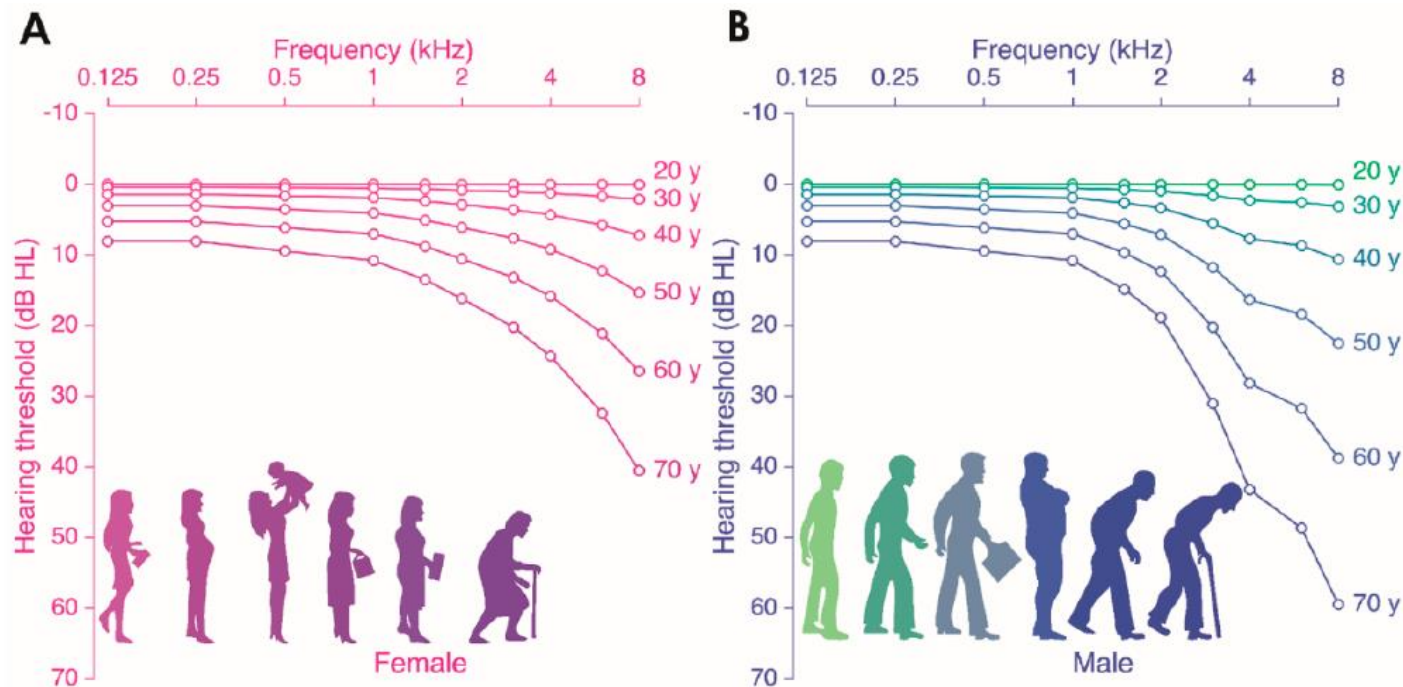 A
Frequency (kHz)
0.125 0.25 0.5 1 2 4 8
Hearing threshold (dB HL)
-10
0
10
20
30
40
50
60
70
20 y
30 y
40 y
50 y
60 y
70 y
Female
B
Frequency (kHz)
0.125 0.25 0.5 1 2 4 8
Hearing threshold (dB HL)
-10
0
10
20
30
40
50
60
70
20 y
30 y
40 y
50 y
60 y
70 y
Male